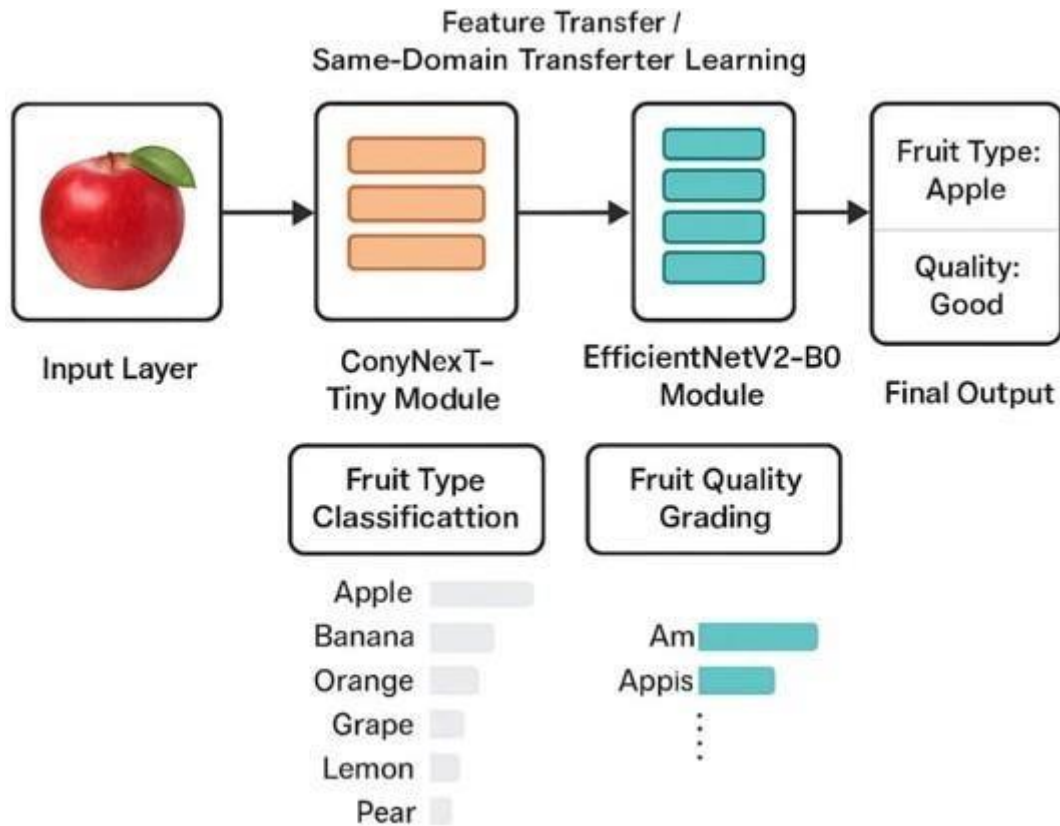 Feature Transfer /
Same-Domain Transferter Learning
Fruit Type:
Apple
Quality:
Good
Input Layer
ConyNexT-
Tiny Module
EfficientNetV2-B0
Module
Final Output
Fruit Type
Classificattion
Fruit Quality
Grading
Apple
Banana
Orange
Grape
Lemon
Pear
Am
Appis